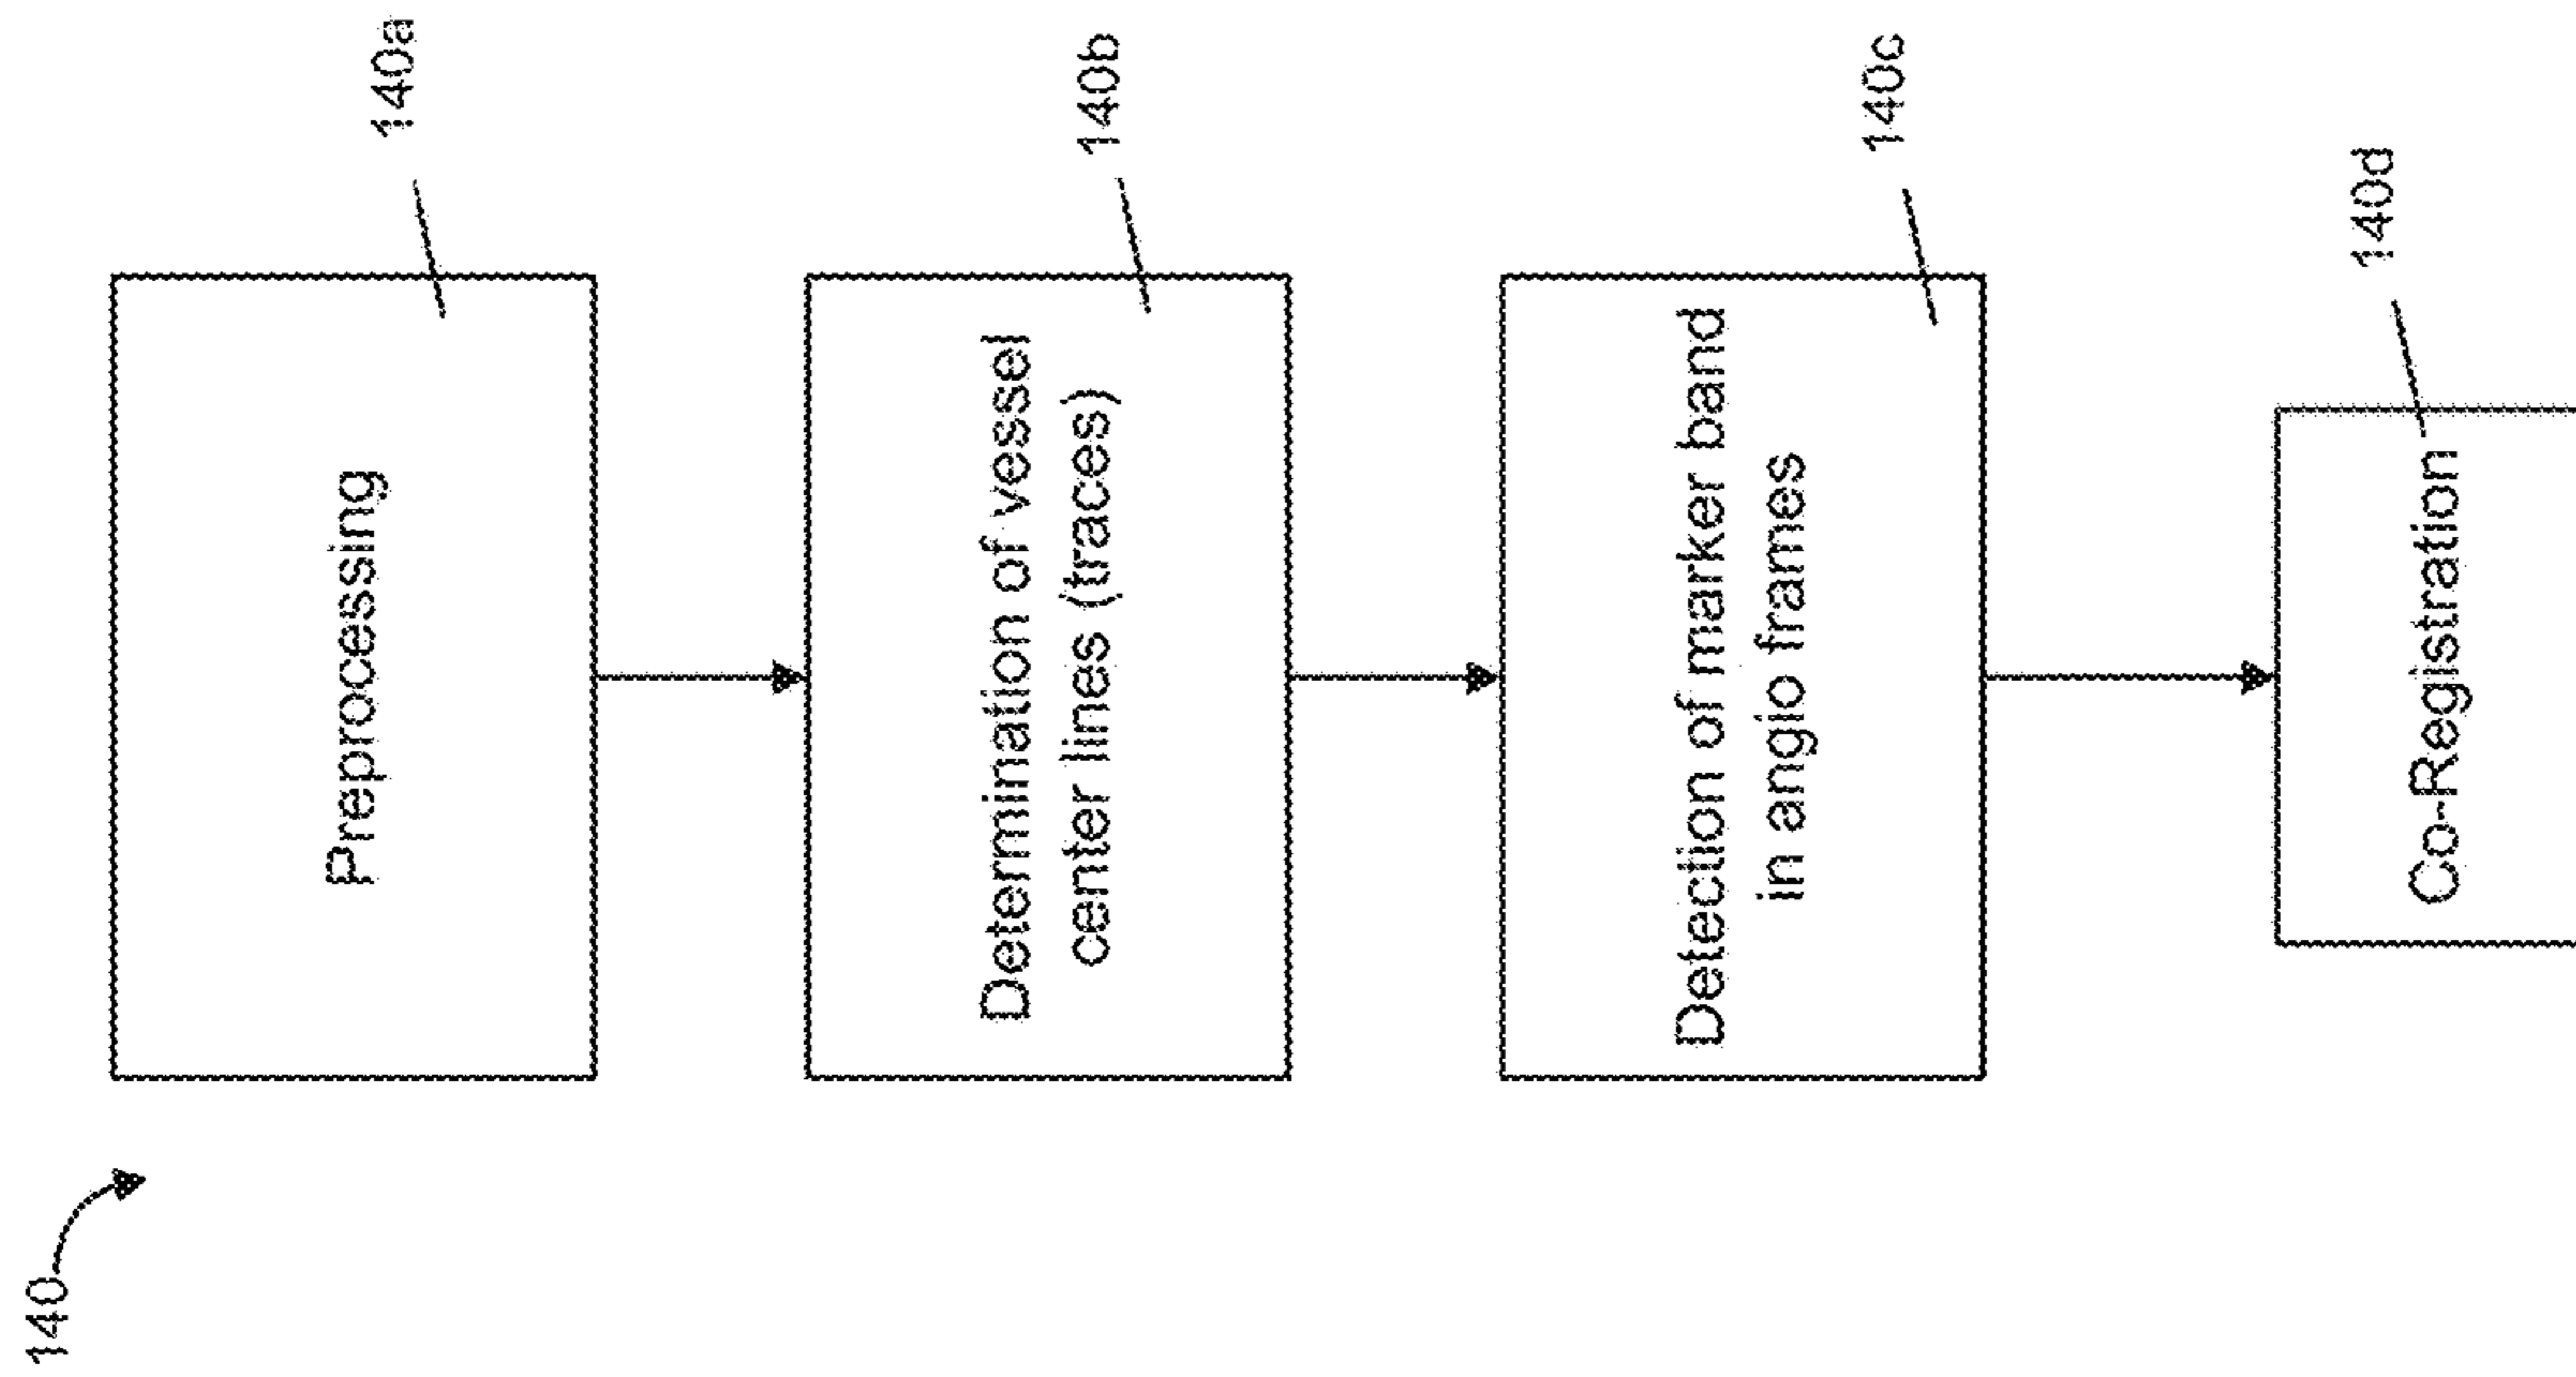 140
Preprocessing
140a
Determination of vessel
center lines (traces)
140b
Detection of marker band
in angio frames
140c
Co-Registration
140d